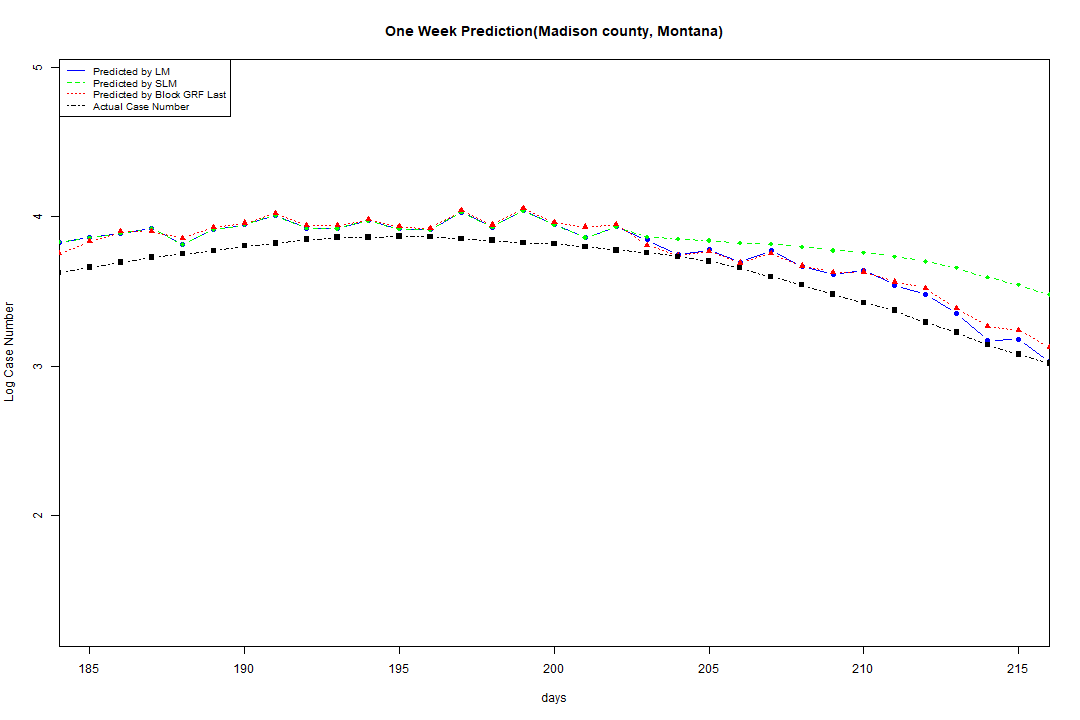 One Week Prediction(Madison county, Montana)
Predicted by LM
Predicted by SLM
Predicted by Block GRF Last
Actual Case Number
5
4
3
2
Log Case Number
185 190 195 200 205 210 215
days